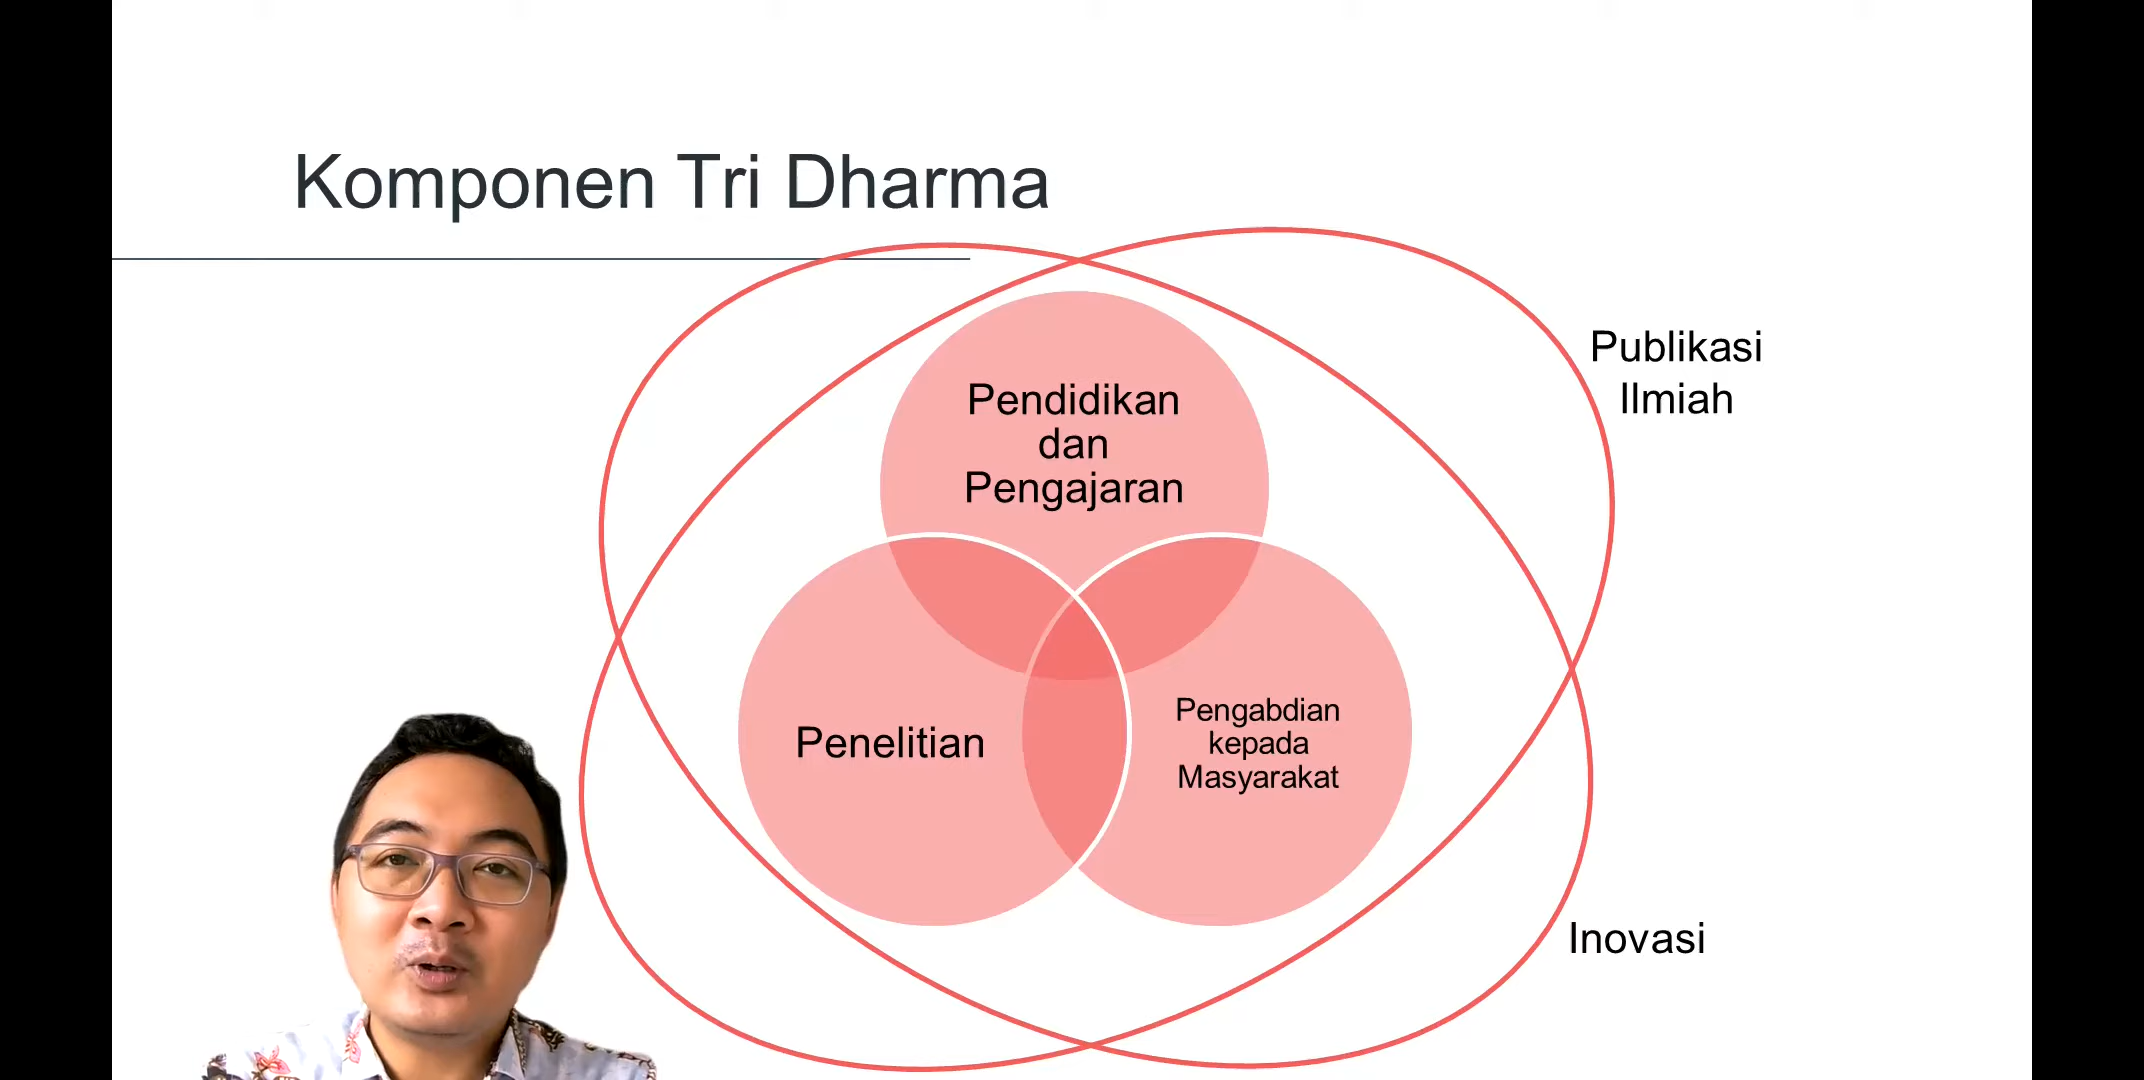 Komponen Tri Dharma
Publikasi
Ilmiah
Pendidikan
dan
Pengajaran
Penelitian
Pengabdian
kepada
Masyarakat
Inovasi